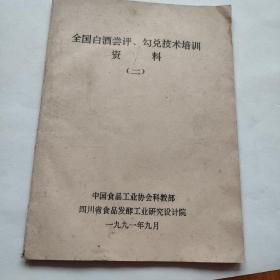 全国白酒尝评、勾兑技术培训
资料
（二）
中国食品工业协会科教部
四川省食品发酵工业研究设计院
一九九一年九月